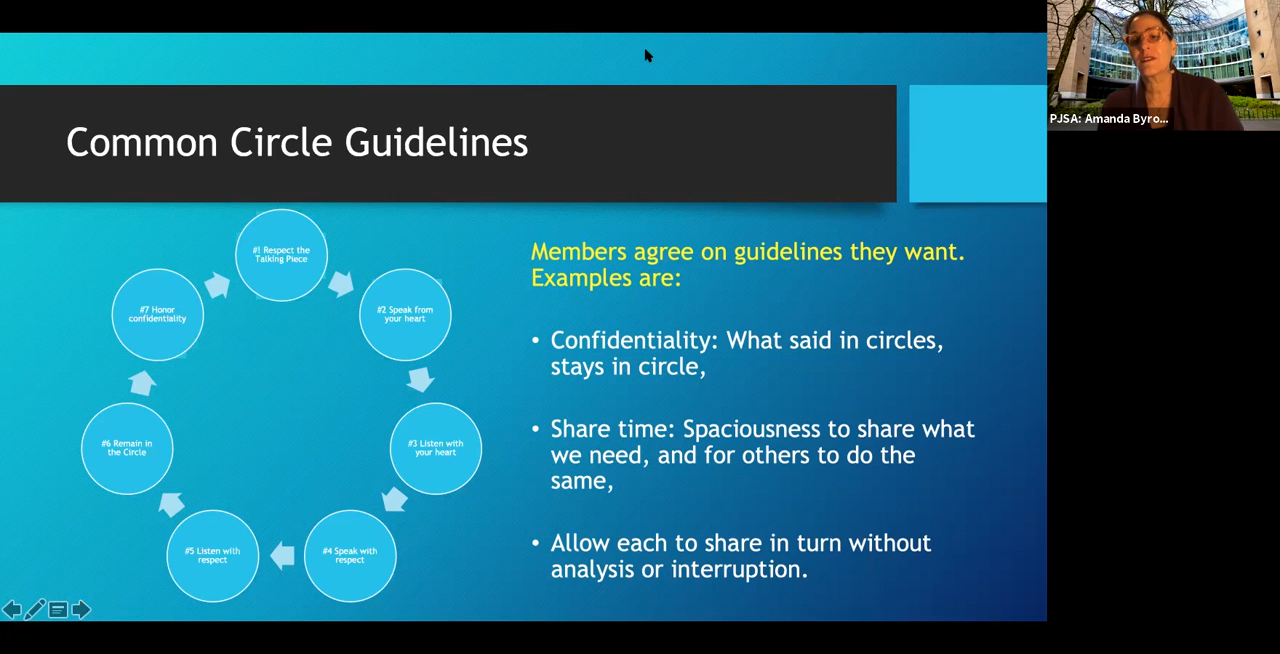 Common Circle Guidelines
#! Respect the
Talking Piece
#2 Speak from
your heart
#3 Listen with
your heart
#4 Speak with
respect
#5 Listen with
respect
#6 Remain in
the Circle
#7 Honor
confidentiality
Members agree on guidelines they want.
Examples are:
• Confidentiality: What said in circles,
stays in circle,
• Share time: Spaciousness to share what
we need, and for others to do the
same,
• Allow each to share in turn without
analysis or interruption.
PJSA: Amanda Byro...